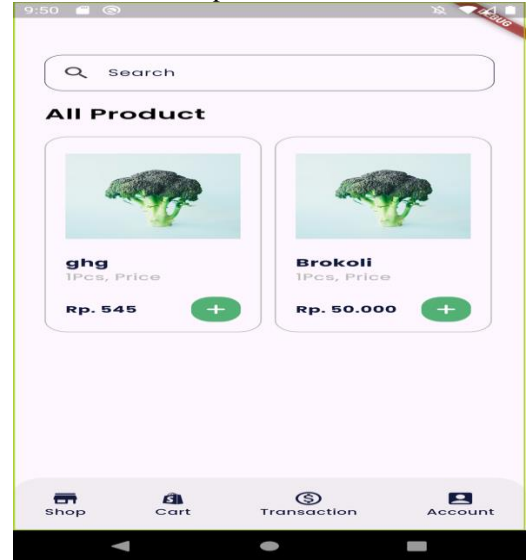 9:50
DEBUG
Search
All Product
ghg
1Pcs, Price
Rp. 545
Brokoli
1Pcs, Price
Rp. 50.000
Shop
Cart
Transaction
Account